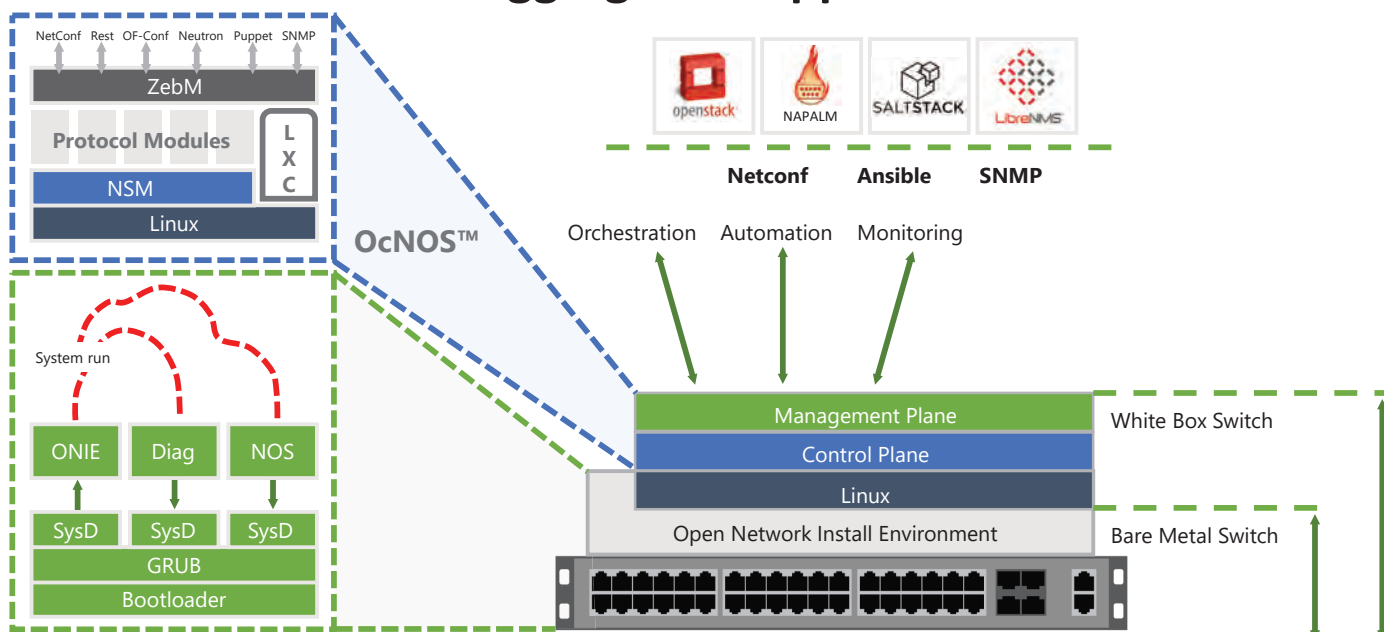 NetConf Rest OF-Conf Neutron Puppet SNMP
ZebM
Protocol Modules
L
X
C
NSM
Linux
OcNOS™
System run
ONIE Diag NOS
SysD SysD SysD
GRUB
Bootloader
openstack
NAPALM
SALTSTACK
LibreNMS
Netconf Ansible SNMP
Orchestration Automation Monitoring
Management Plane
Control Plane
Linux
Open Network Install Environment
White Box Switch
Bare Metal Switch